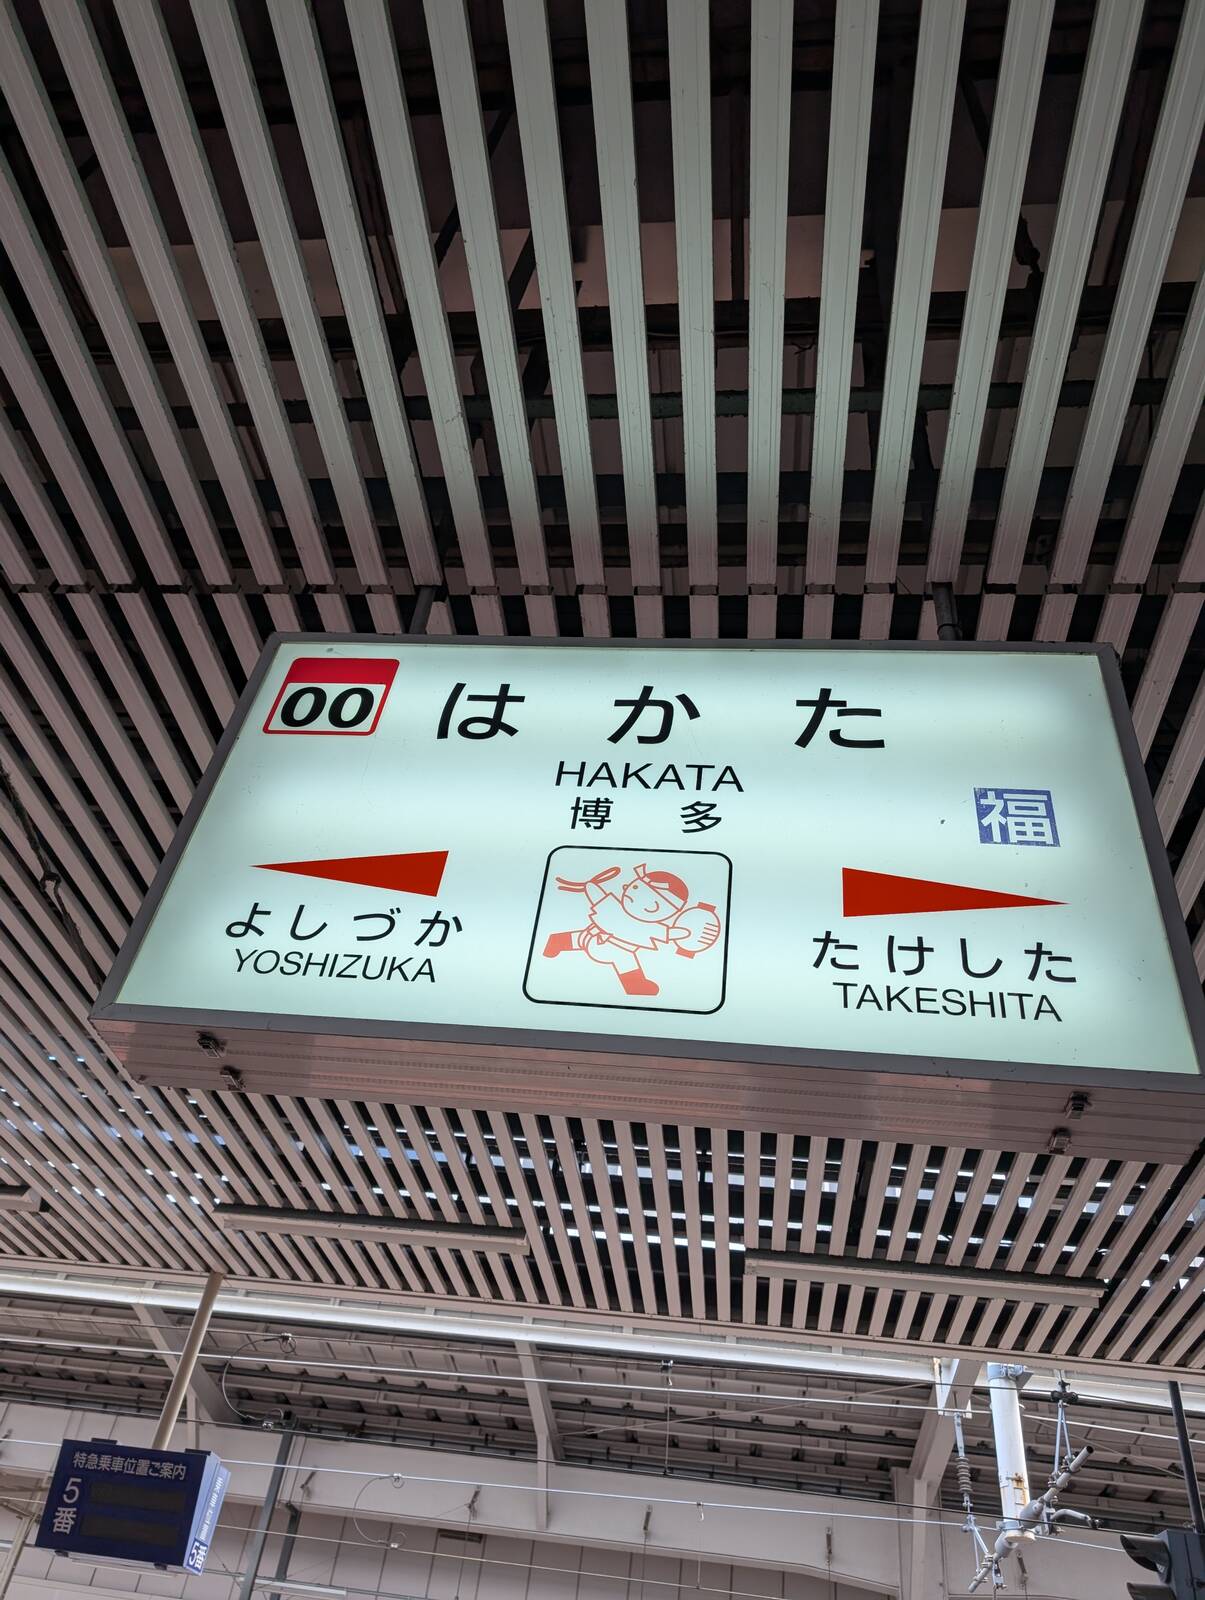 00
はかた
HAKATA
博多
福
よしづか
YOSHIZUKA
たけした
TAKESHITA
特急乗車位置ご案内
5番